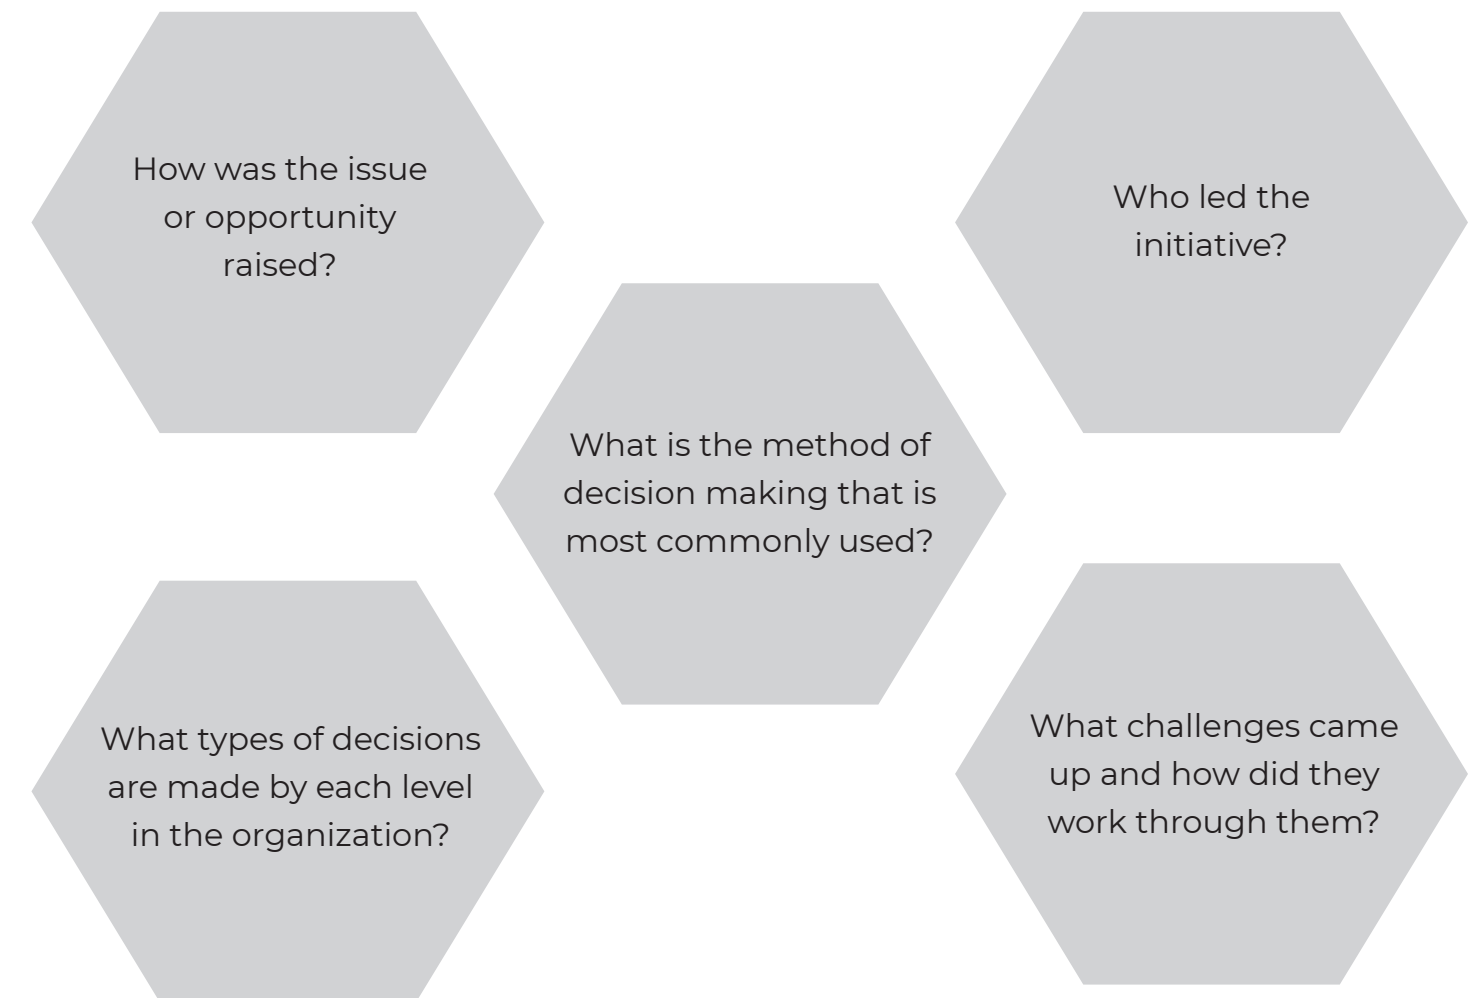 How was the issue
or opportunity
raised?
Who led the
initiative?
What is the method of
decision making that is
most commonly used?
What types of decisions
are made by each level
in the organization?
What challenges came
up and how did they
work through them?